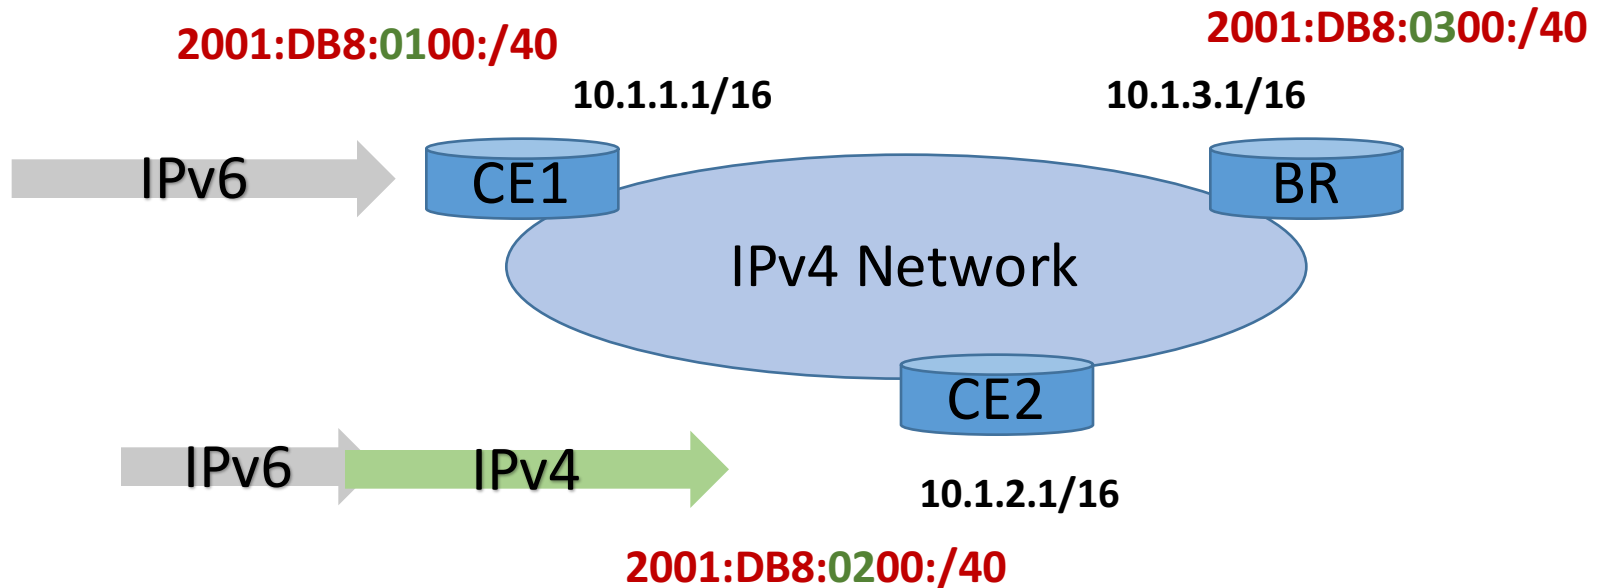 2001:DB8:0300:/40
2001:DB8:0100:/40
10.1.1.1/16
10.1.3.1/16
IPv6
CE1
BR
IPv4 Network
CE2
IPv6
IPv4
10.1.2.1/16
2001:DB8:0200:/40